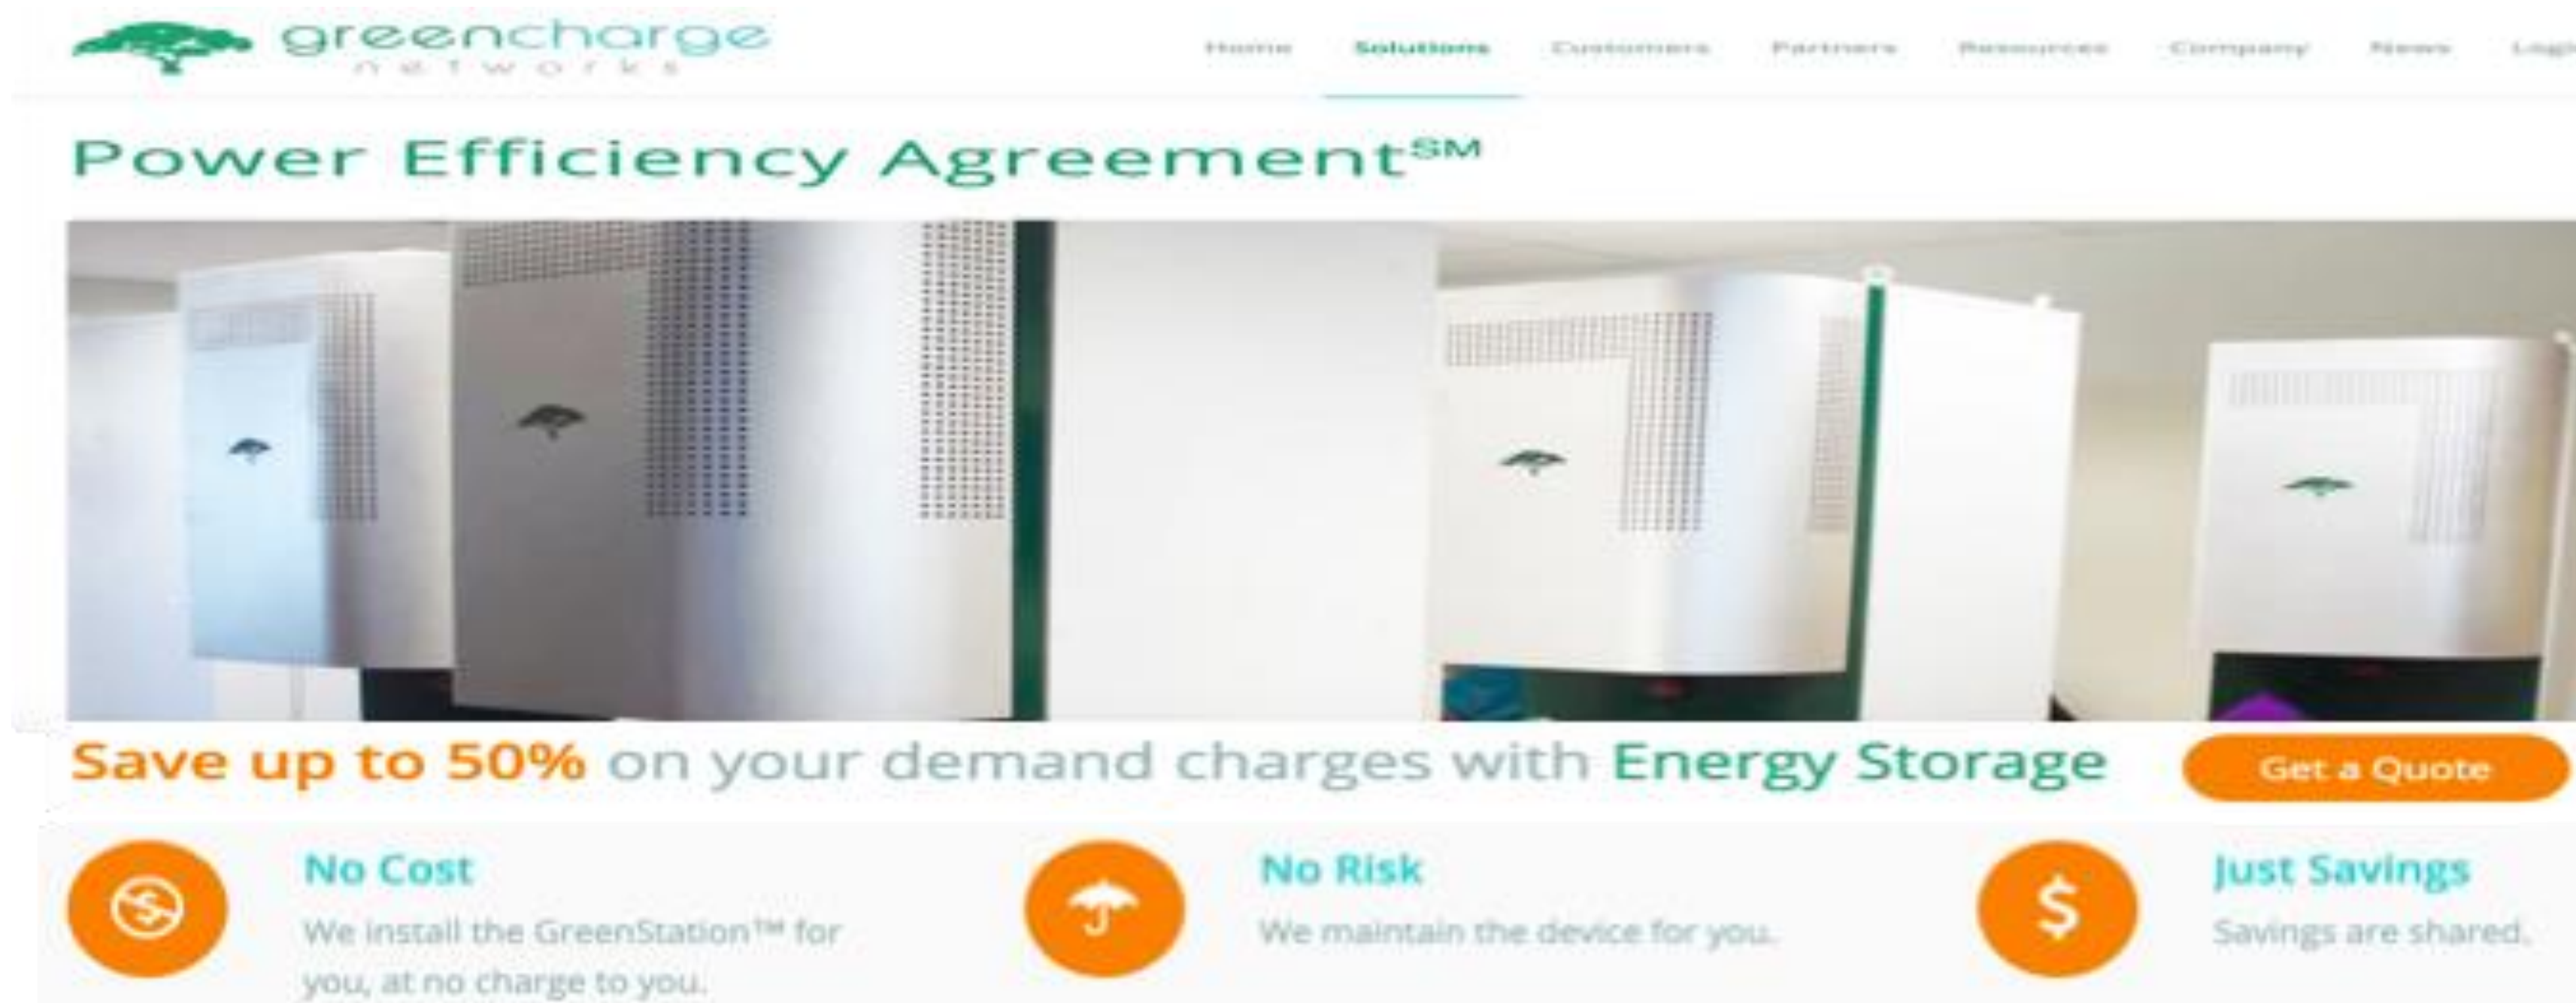 greencharge
networks
Home Solutions Customers Partners Resources Company News
Power Efficiency Agreement℠
Save up to 50% on your demand charges with Energy Storage
Get a Quote
No Cost
We install the GreenStation™ for
you, at no charge to you.
No Risk
We maintain the device for you.
Just Savings
Savings are shared.